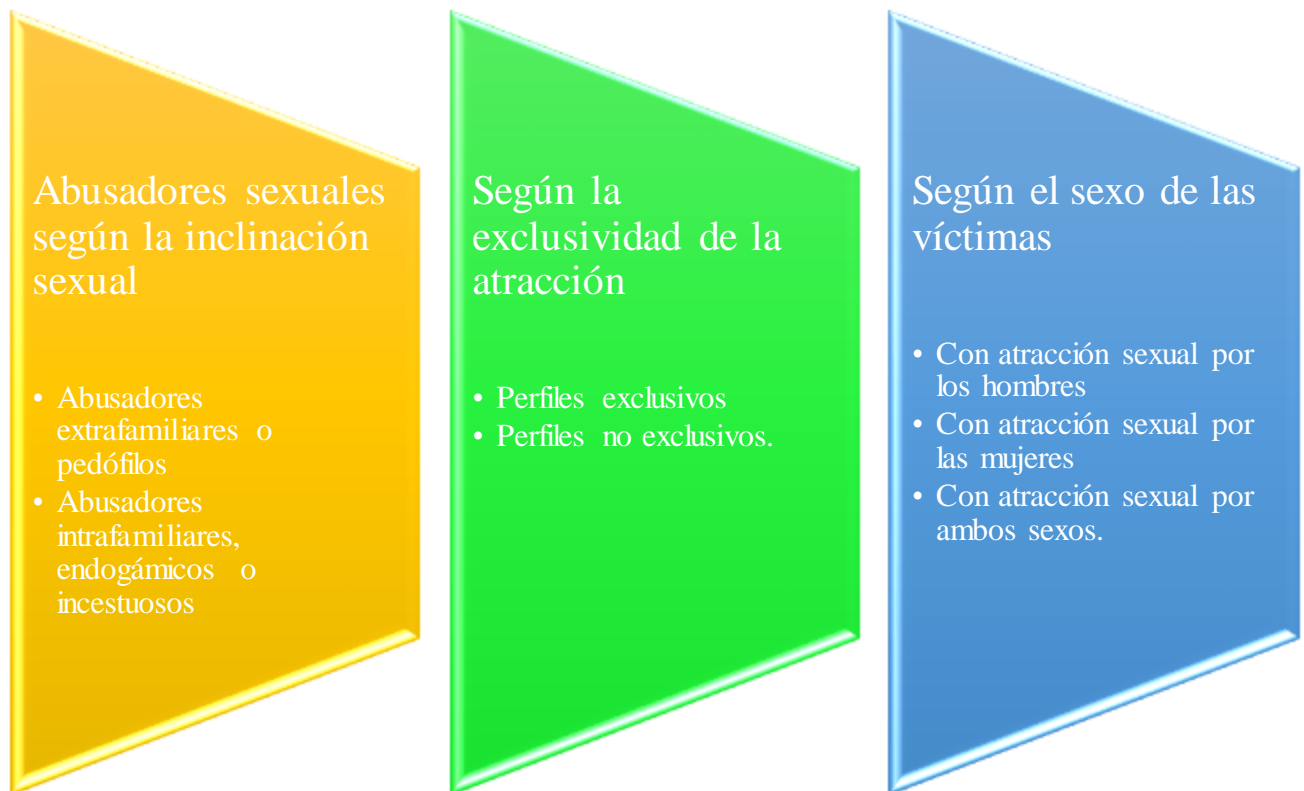 Abusadores sexuales
según la inclinación
sexual
• Abusadores
extrafamiliares o
pedófilos
• Abusadores
intrafamiliares,
endogámicos o
incestuosos
Según la
exclusividad de la
atracción
• Perfiles exclusivos
• Perfiles no exclusivos.
Según el sexo de las
víctimas
• Con atracción sexual por
los hombres
• Con atracción sexual por
las mujeres
• Con atracción sexual por
ambos sexos.